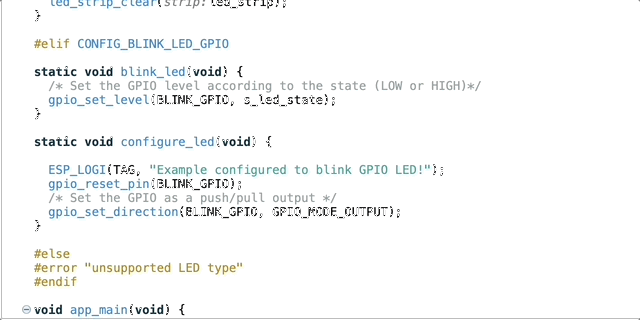 led_strip_clear(strip: led_strip);
}
#elif CONFIG_BLINK_LED_GPIO
static void blink_led(void) {
/* Set the GPIO level according to the state (LOW or HIGH)*/
gpio_set_level(BLINK_GPIO, s_led_state);
}
static void configure_led(void) {
ESP_LOGI(TAG, "Example configured to blink GPIO LED!");
gpio_reset_pin(BLINK_GPIO);
/* Set the GPIO as a push/pull output */
gpio_set_direction(BLINK_GPIO, GPIO_MODE_OUTPUT);
}
#else
#error "unsupported LED type"
#endif
void app_main(void) {